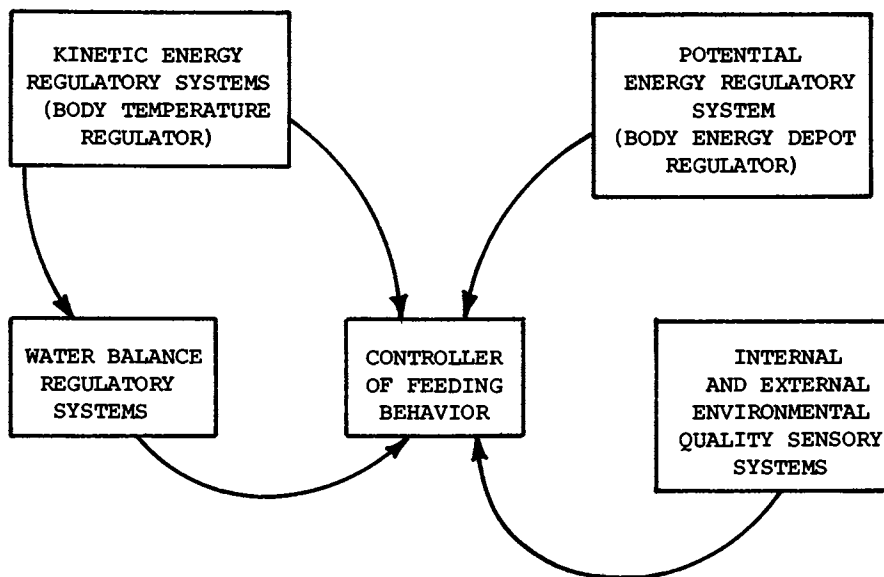 KINETIC ENERGY
REGULATORY SYSTEMS
(BODY TEMPERATURE
REGULATOR)
POTENTIAL
ENERGY REGULATORY
SYSTEM
(BODY ENERGY DEPOT
REGULATOR)
WATER BALANCE
REGULATORY
SYSTEMS
CONTROLLER
OF FEEDING
BEHAVIOR
INTERNAL
AND EXTERNAL
ENVIRONMENTAL
QUALITY SENSORY
SYSTEMS